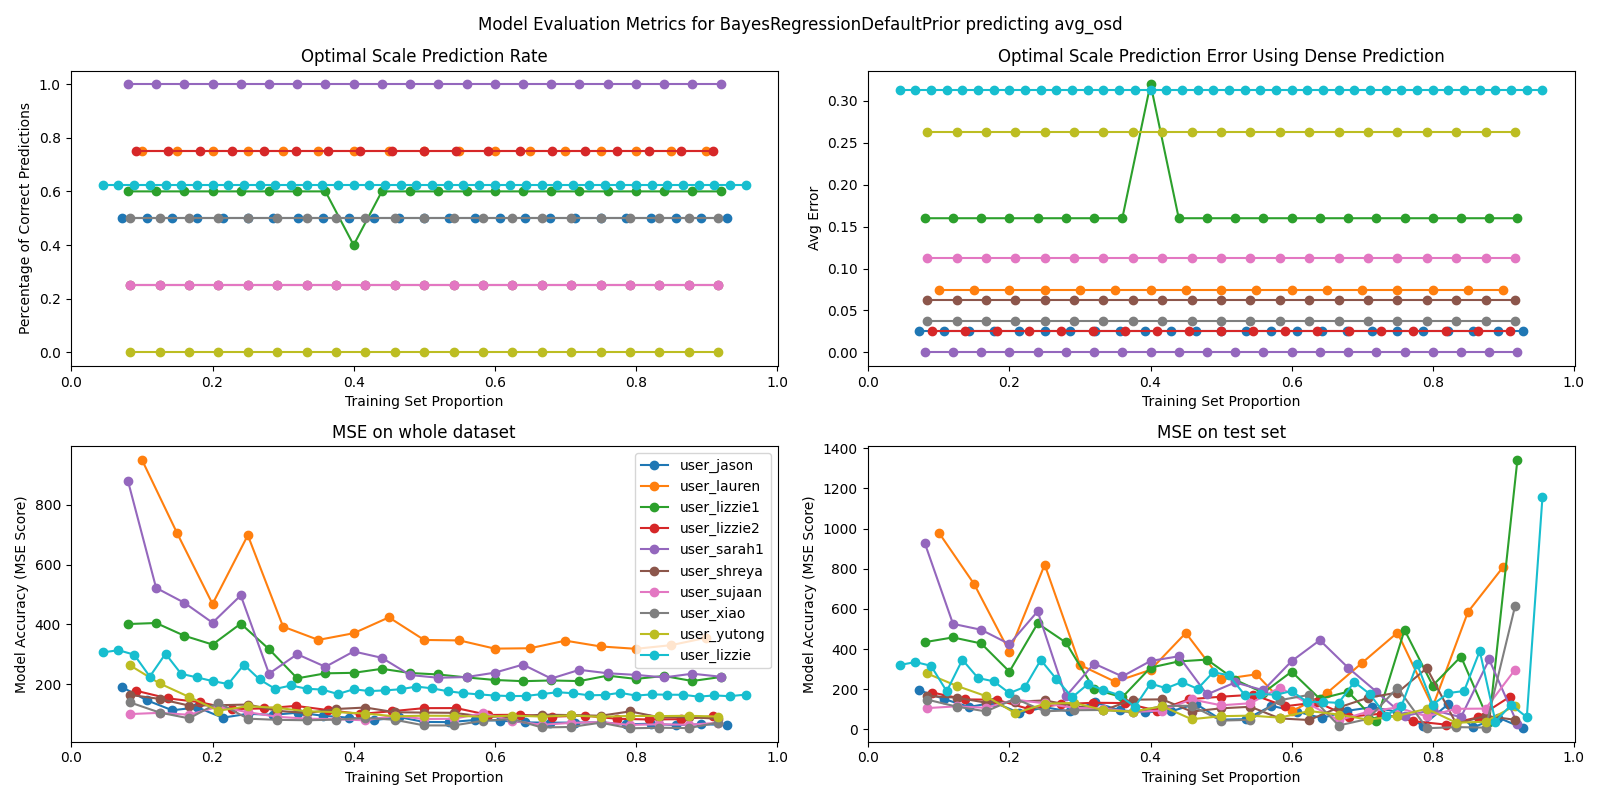 Model Evaluation Metrics for BayesRegressionDefaultPrior predicting avg_osd
Optimal Scale Prediction Rate
Percentage of Correct Predictions
1.0
0.8
0.6
0.4
0.2
0.0
0.0 0.2 0.4 0.6 0.8 1.0
Training Set Proportion
Optimal Scale Prediction Error Using Dense Prediction
Avg Error
0.30
0.25
0.20
0.15
0.10
0.05
0.00
0.0 0.2 0.4 0.6 0.8 1.0
Training Set Proportion
MSE on whole dataset
Model Accuracy (MSE Score)
800
600
400
200
user_jason
user_lauren
user_lizzie1
user_lizzie2
user_sarah1
user_shreya
user_sujaan
user_xiao
user_yutong
user_lizzie
0.0 0.2 0.4 0.6 0.8 1.0
Training Set Proportion
MSE on test set
Model Accuracy (MSE Score)
1400
1200
1000
800
600
400
200
0
0.0 0.2 0.4 0.6 0.8 1.0
Training Set Proportion